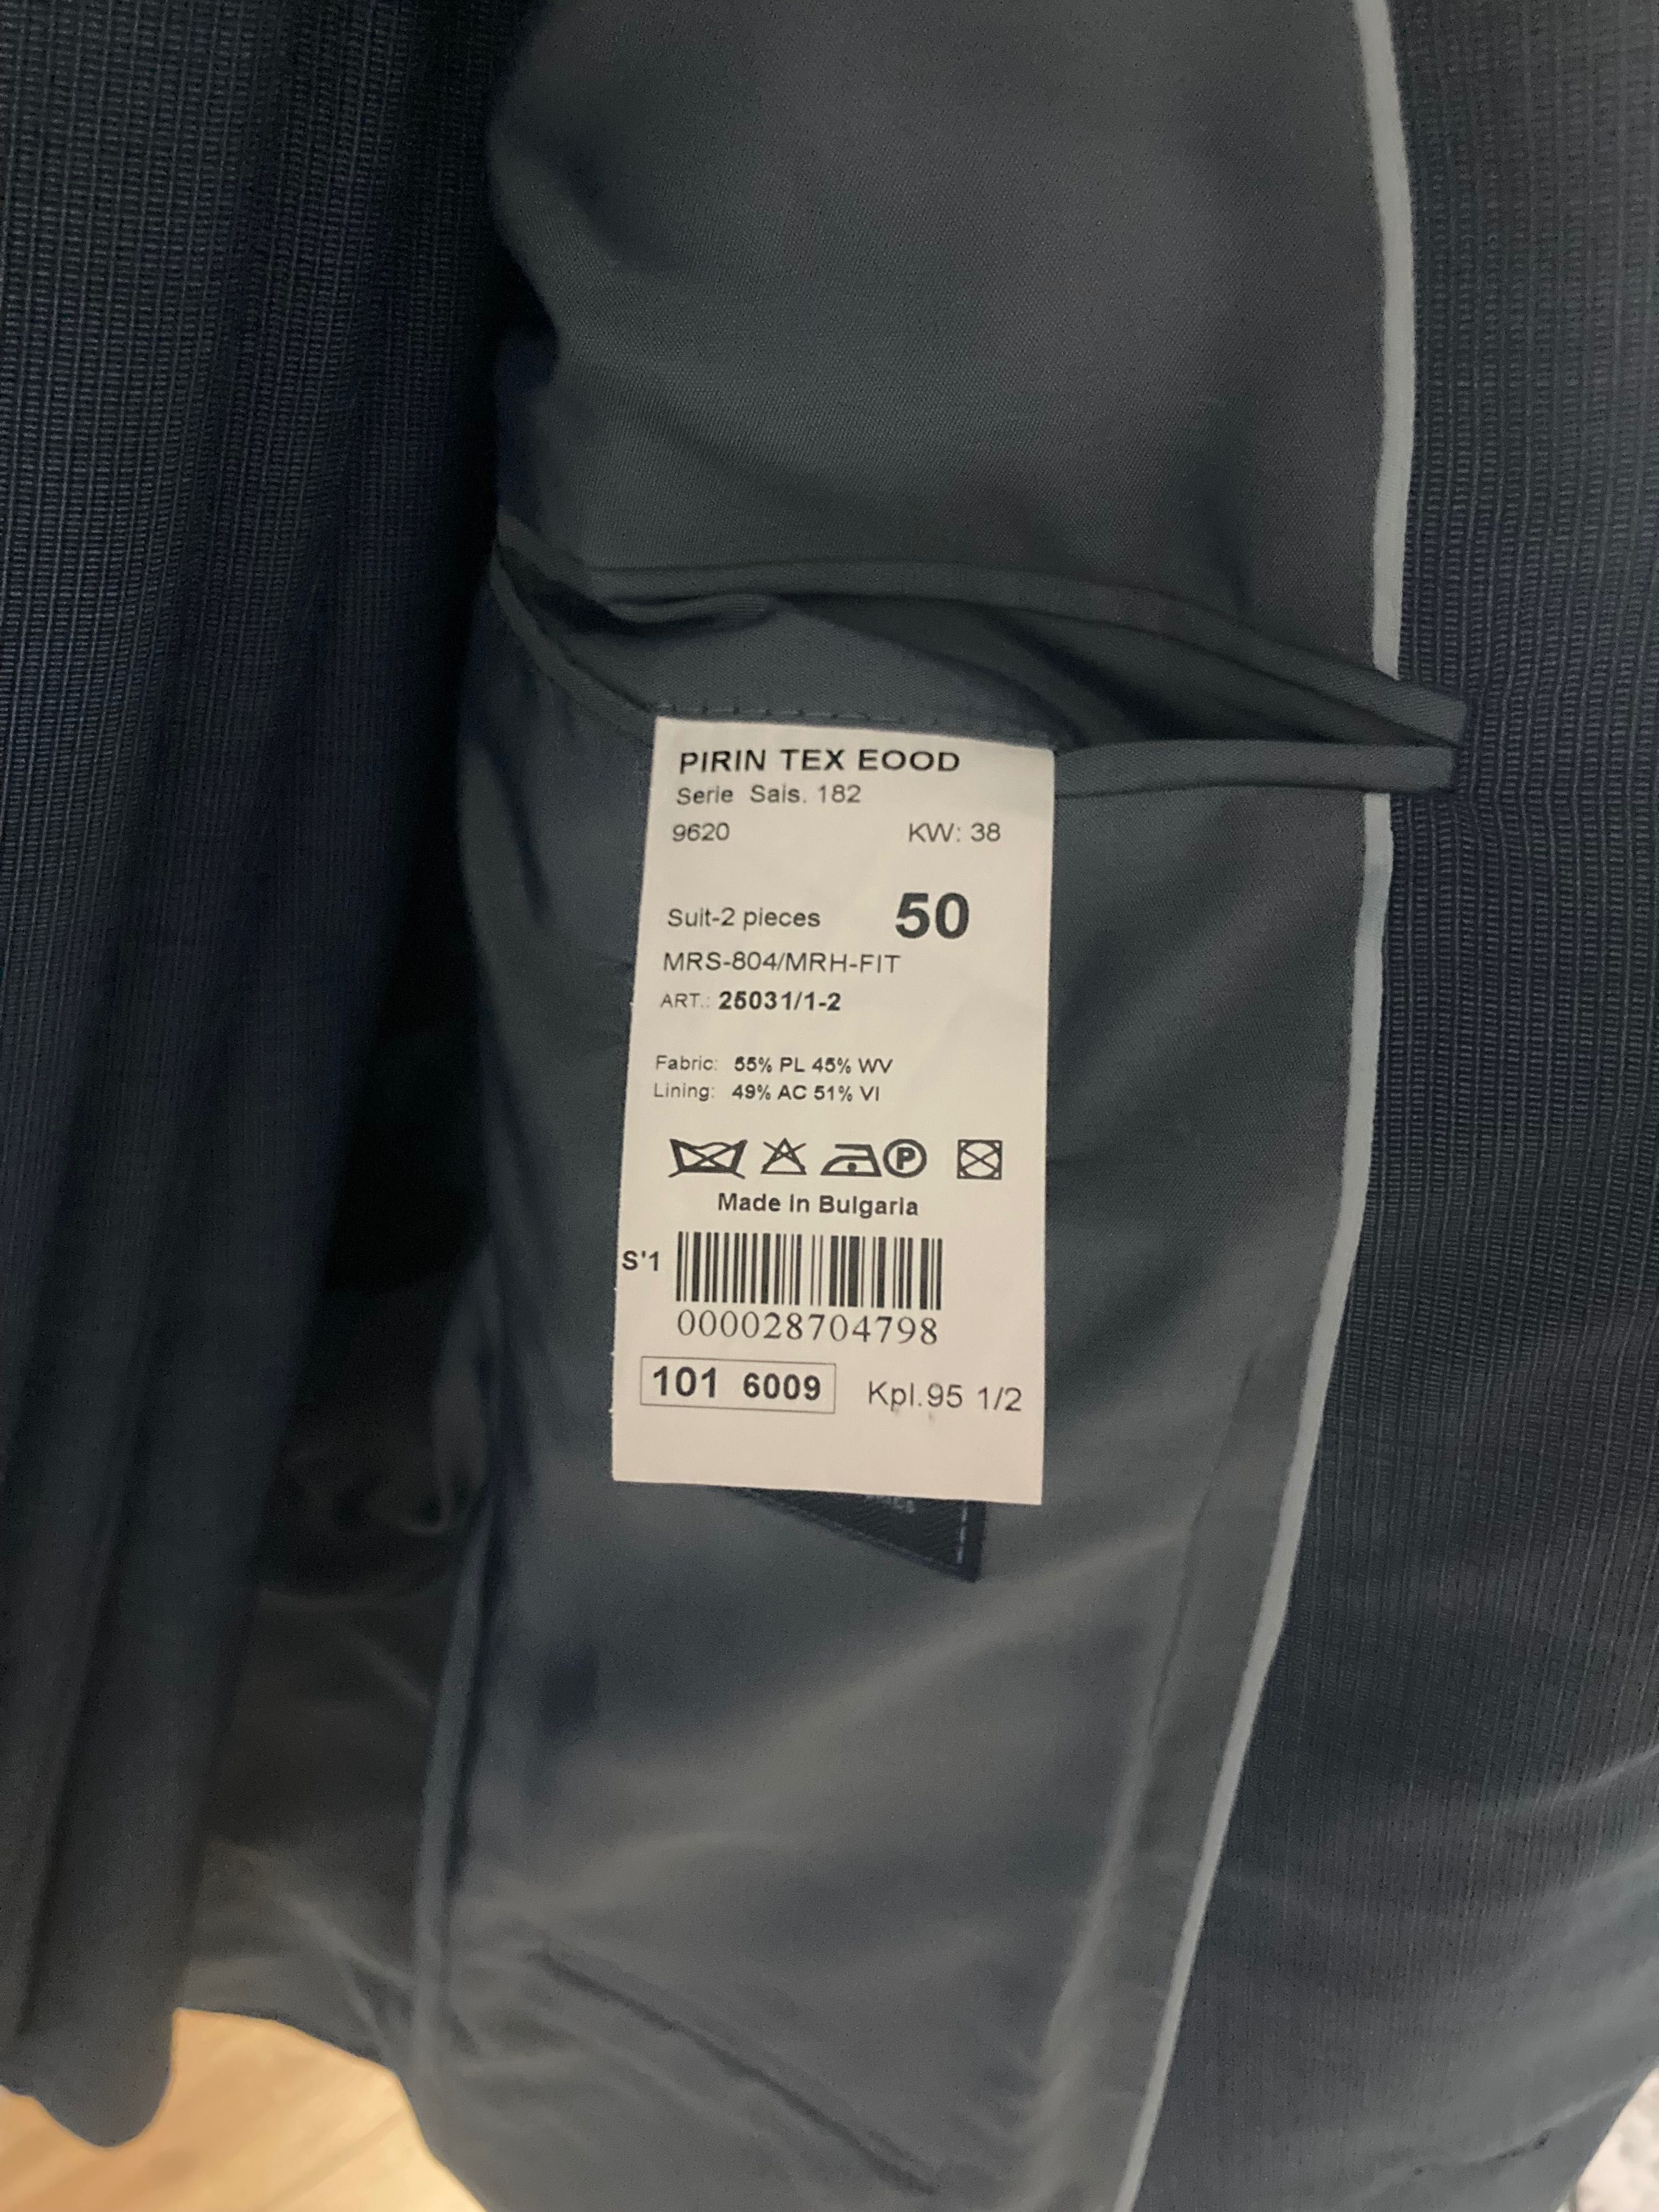 PIRIN TEX EOOD
Serie Sais. 182
9620 KW: 38
Suit-2 pieces 50
MRS-804/MRH-FIT
ART.: 25031/1-2
Fabric: 55% PL 45% WV
Lining: 49% AC 51% VI
P
Made In Bulgaria
S'1
000028704798
101 6009 Kpl.95 1/2